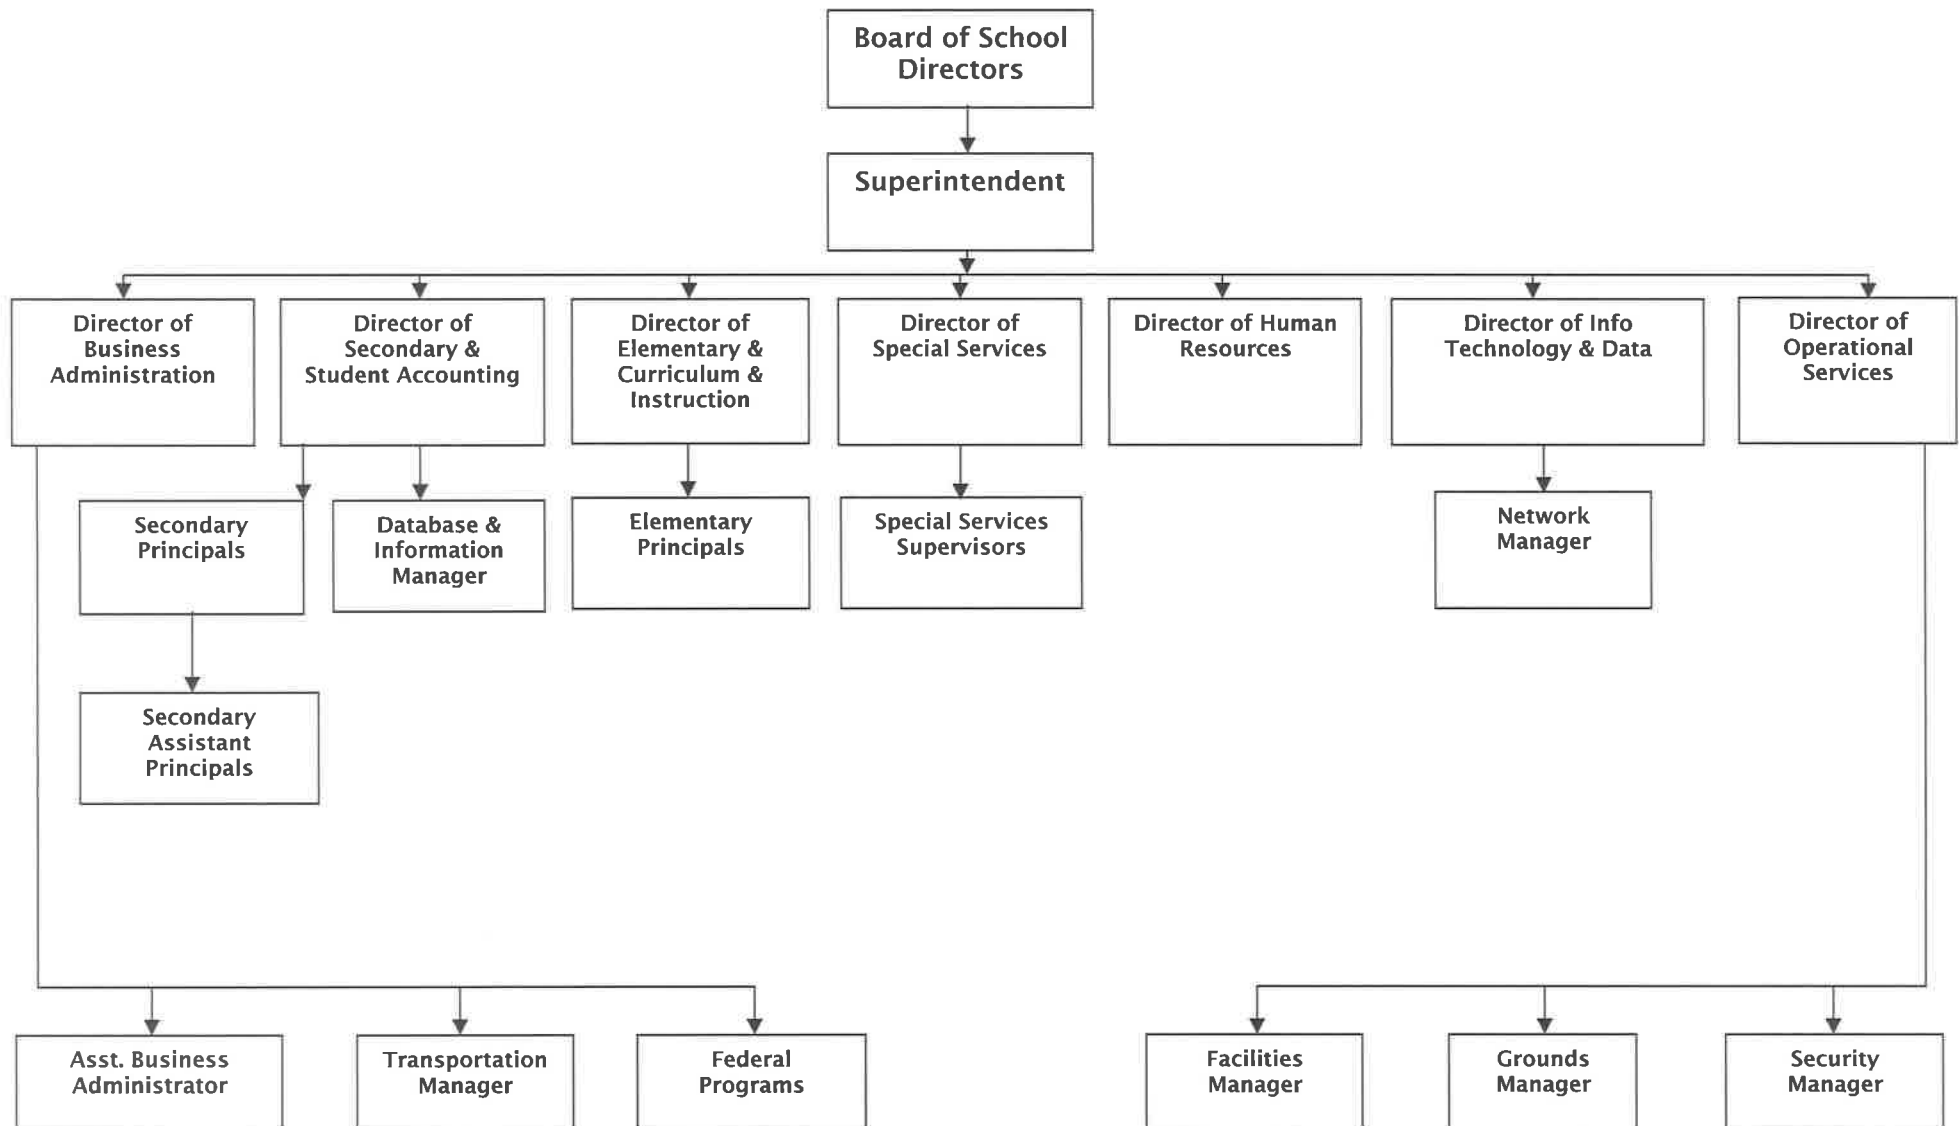 Board of School
Directors
Superintendent
Director of
Business
Administration
Director of
Secondary &
Student Accounting
Director of
Elementary &
Curriculum &
Instruction
Director of
Special Services
Director of Human
Resources
Director of Info
Technology & Data
Director of
Operational
Services
Secondary
Principals
Database &
Information
Manager
Elementary
Principals
Special Services
Supervisors
Network
Manager
Secondary
Assistant
Principals
Asst. Business
Administrator
Transportation
Manager
Federal
Programs
Facilities
Manager
Grounds
Manager
Security
Manager